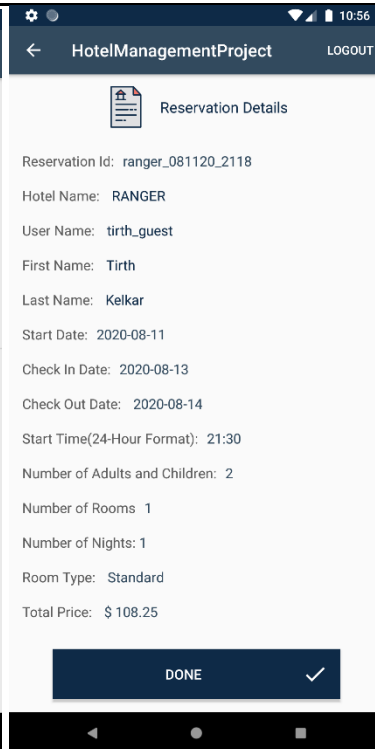 10:56
HotelManagementProject LOGOUT
Reservation Details
Reservation Id: ranger_081120_2118
Hotel Name: RANGER
User Name: tirth_guest
First Name: Tirth
Last Name: Kelkar
Start Date: 2020-08-11
Check In Date: 2020-08-13
Check Out Date: 2020-08-14
Start Time(24-Hour Format): 21:30
Number of Adults and Children: 2
Number of Rooms 1
Number of Nights: 1
Room Type: Standard
Total Price: $ 108.25
DONE